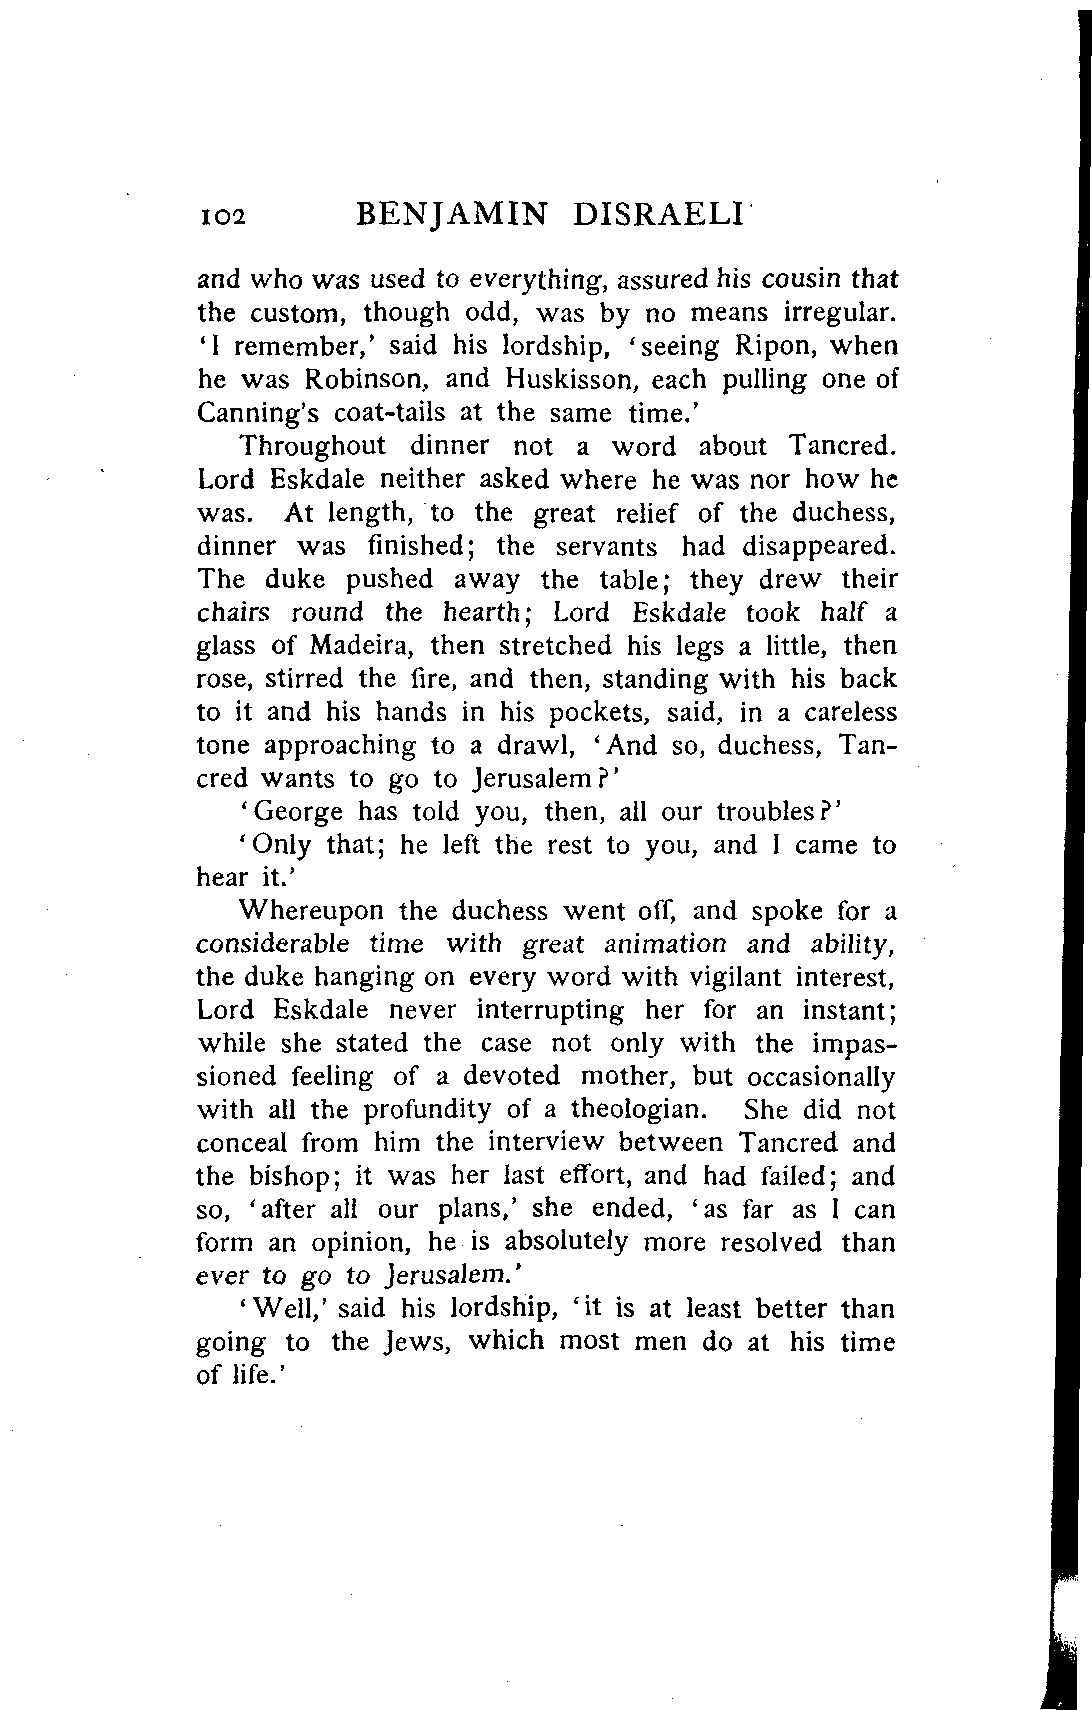 102 BENJAMIN DISRAELI
and who was used to everything, assured his cousin that
the custom, though odd, was by no means irregular.
‘I remember,’ said his lordship, ‘seeing Ripon, when
he was Robinson, and Huskisson, each pulling one of
Canning’s coat-tails at the same time.’
Throughout dinner not a word about Tancred.
Lord Eskdale neither asked where he was nor how he
was. At length, to the great relief of the duchess,
dinner was finished; the servants had disappeared.
The duke pushed away the table; they drew their
chairs round the hearth; Lord Eskdale took half a
glass of Madeira, then stretched his legs a little, then
rose, stirred the fire, and then, standing with his back
to it and his hands in his pockets, said, in a careless
tone approaching to a drawl, ‘And so, duchess, Tan-
cred wants to go to Jerusalem?’
‘George has told you, then, all our troubles?’
‘Only that; he left the rest to you, and I came to
hear it.’
Whereupon the duchess went off, and spoke for a
considerable time with great animation and ability,
the duke hanging on every word with vigilant interest,
Lord Eskdale never interrupting her for an instant;
while she stated the case not only with the impas-
sioned feeling of a devoted mother, but occasionally
with all the profundity of a theologian. She did not
conceal from him the interview between Tancred and
the bishop; it was her last effort, and had failed; and
so, ‘after all our plans,’ she ended, ‘as far as I can
form an opinion, he is absolutely more resolved than
ever to go to Jerusalem.’
‘Well,’ said his lordship, ‘it is at least better than
going to the Jews, which most men do at his time
of life.’